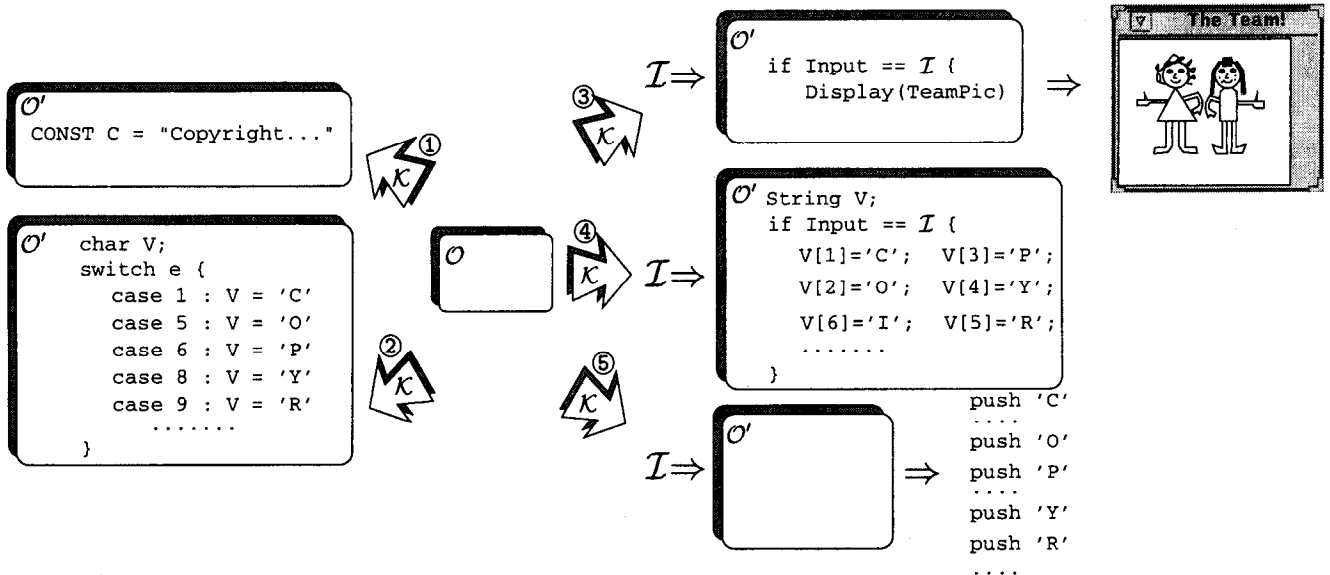 𝒪′
CONST C = "Copyright..."
①
𝒦
𝒪′
char V;
switch e {
case 1 : V = 'C'
case 5 : V = 'O'
case 6 : V = 'P'
case 8 : V = 'Y'
case 9 : V = 'R'
.......
}
②
𝒦
𝒪
③
𝒦
ℐ⇒
𝒪′
if Input == ℐ {
Display(TeamPic)
⇒
The Team!
④
𝒦
ℐ⇒
𝒪′
String V;
if Input == ℐ {
V[1]='C'; V[3]='P';
V[2]='O'; V[4]='Y';
V[6]='I'; V[5]='R';
.......
}
⑤
𝒦
ℐ⇒
𝒪′
⇒
push 'C'
....
push 'O'
push 'P'
....
push 'Y'
push 'R'
....